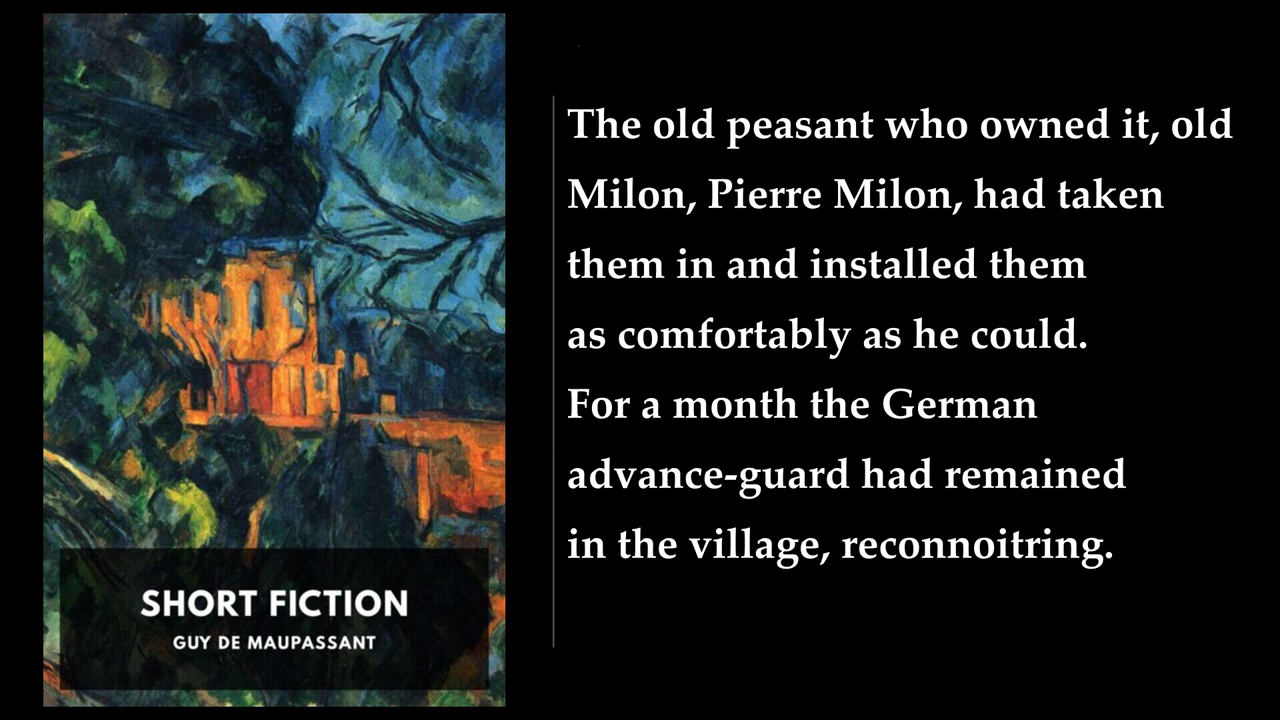 SHORT FICTION
GUY DE MAUPASSANT
The old peasant who owned it, old
Milon, Pierre Milon, had taken
them in and installed them
as comfortably as he could.
For a month the German
advance-guard had remained
in the village, reconnoitring.